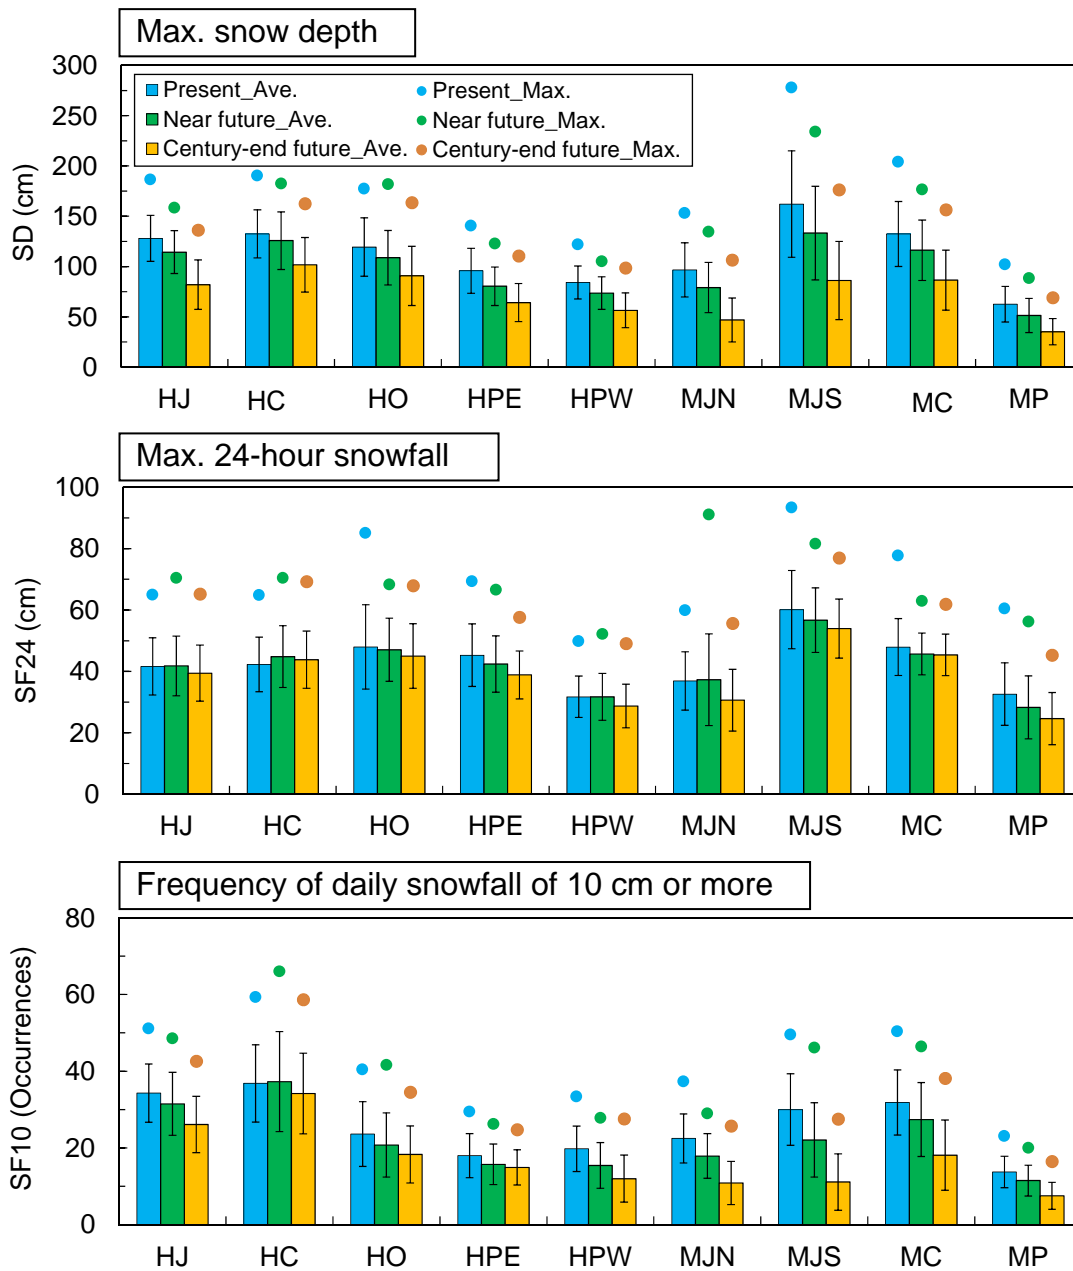 Max. snow depth
300
250
200
150
100
50
0
SD (cm)
Present_Ave.
Present_Max.
Near future_Ave.
Near future_Max.
Century-end future_Ave.
Century-end future_Max.
HJ HC HO HPE HPW MJN MJS MC MP
Max. 24-hour snowfall
100
80
60
40
20
0
SF24 (cm)
HJ HC HO HPE HPW MJN MJS MC MP
Frequency of daily snowfall of 10 cm or more
80
60
40
20
0
SF10 (Occurrences)
HJ HC HO HPE HPW MJN MJS MC MP